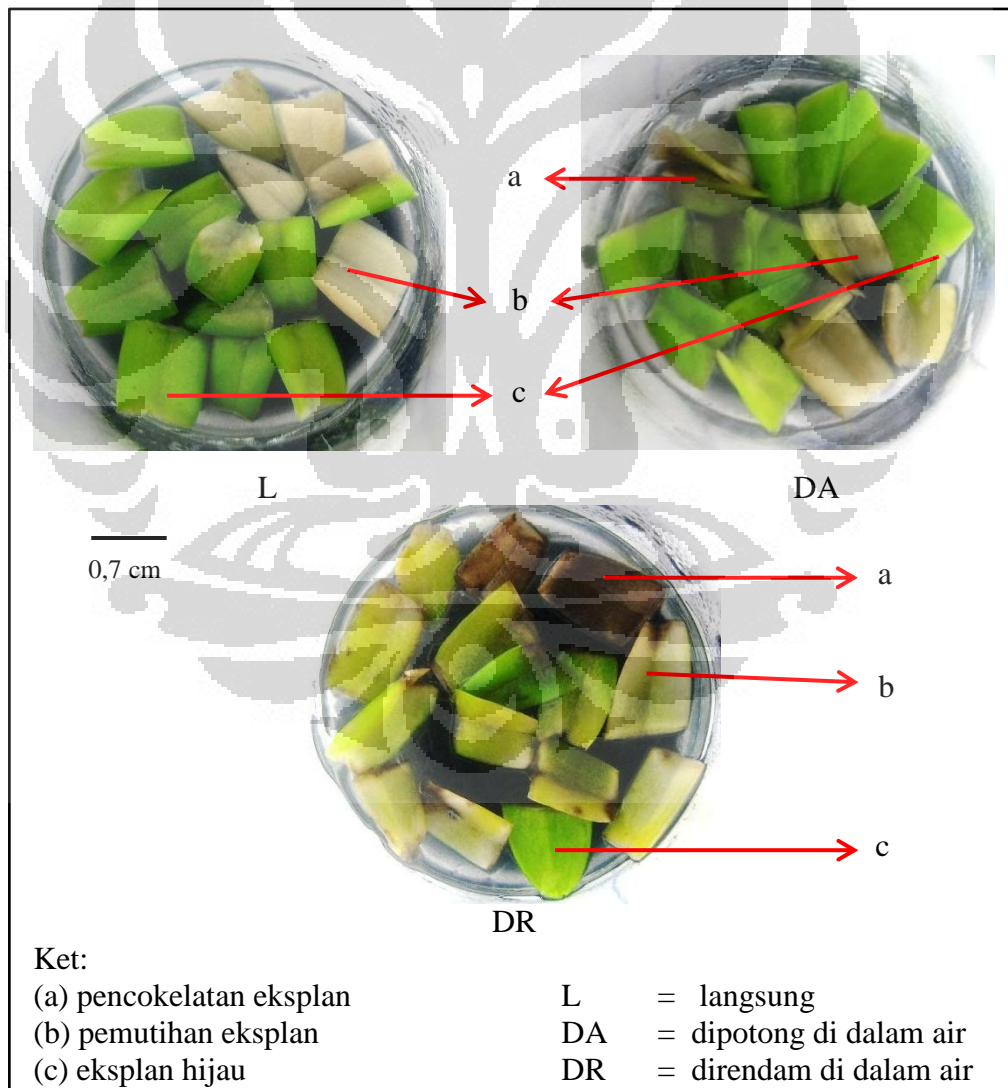 a
b
c
L
DA
0,7 cm
a
b
c
DR
Ket:
(a) pencokelatan eksplan
(b) pemutihan eksplan
(c) eksplan hijau
L = langsung
DA = dipotong di dalam air
DR = direndam di dalam air